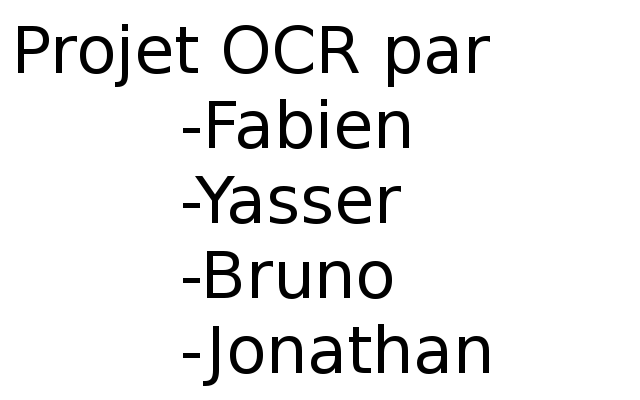 Projet OCR par
-Fabien
-Yasser
-Bruno
-Jonathan